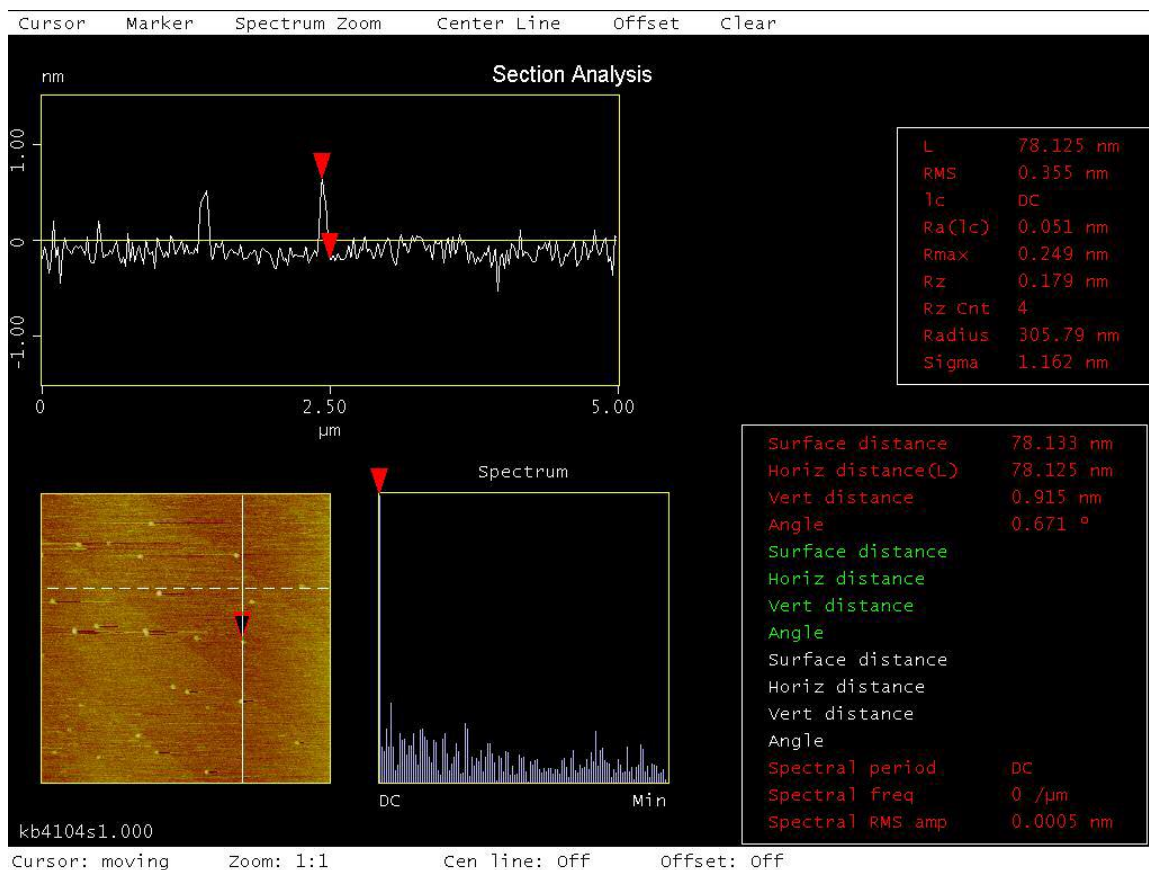 Cursor Marker Spectrum Zoom Center Line Offset Clear
Section Analysis
nm
1.00
0
-1.00
0 2.50 5.00
µm
L 78.125 nm
RMS 0.355 nm
lc DC
Ra(lc) 0.051 nm
Rmax 0.249 nm
Rz 0.179 nm
Rz Cnt 4
Radius 305.79 nm
Sigma 1.162 nm
Spectrum
DC Min
Surface distance 78.133 nm
Horiz distance(L) 78.125 nm
Vert distance 0.915 nm
Angle 0.671 °
Surface distance
Horiz distance
Vert distance
Angle
Surface distance
Horiz distance
Vert distance
Angle
Spectral period DC
Spectral freq 0 /µm
Spectral RMS amp 0.0005 nm
kb4104s1.000
Cursor: moving Zoom: 1:1 Cen line: Off Offset: Off